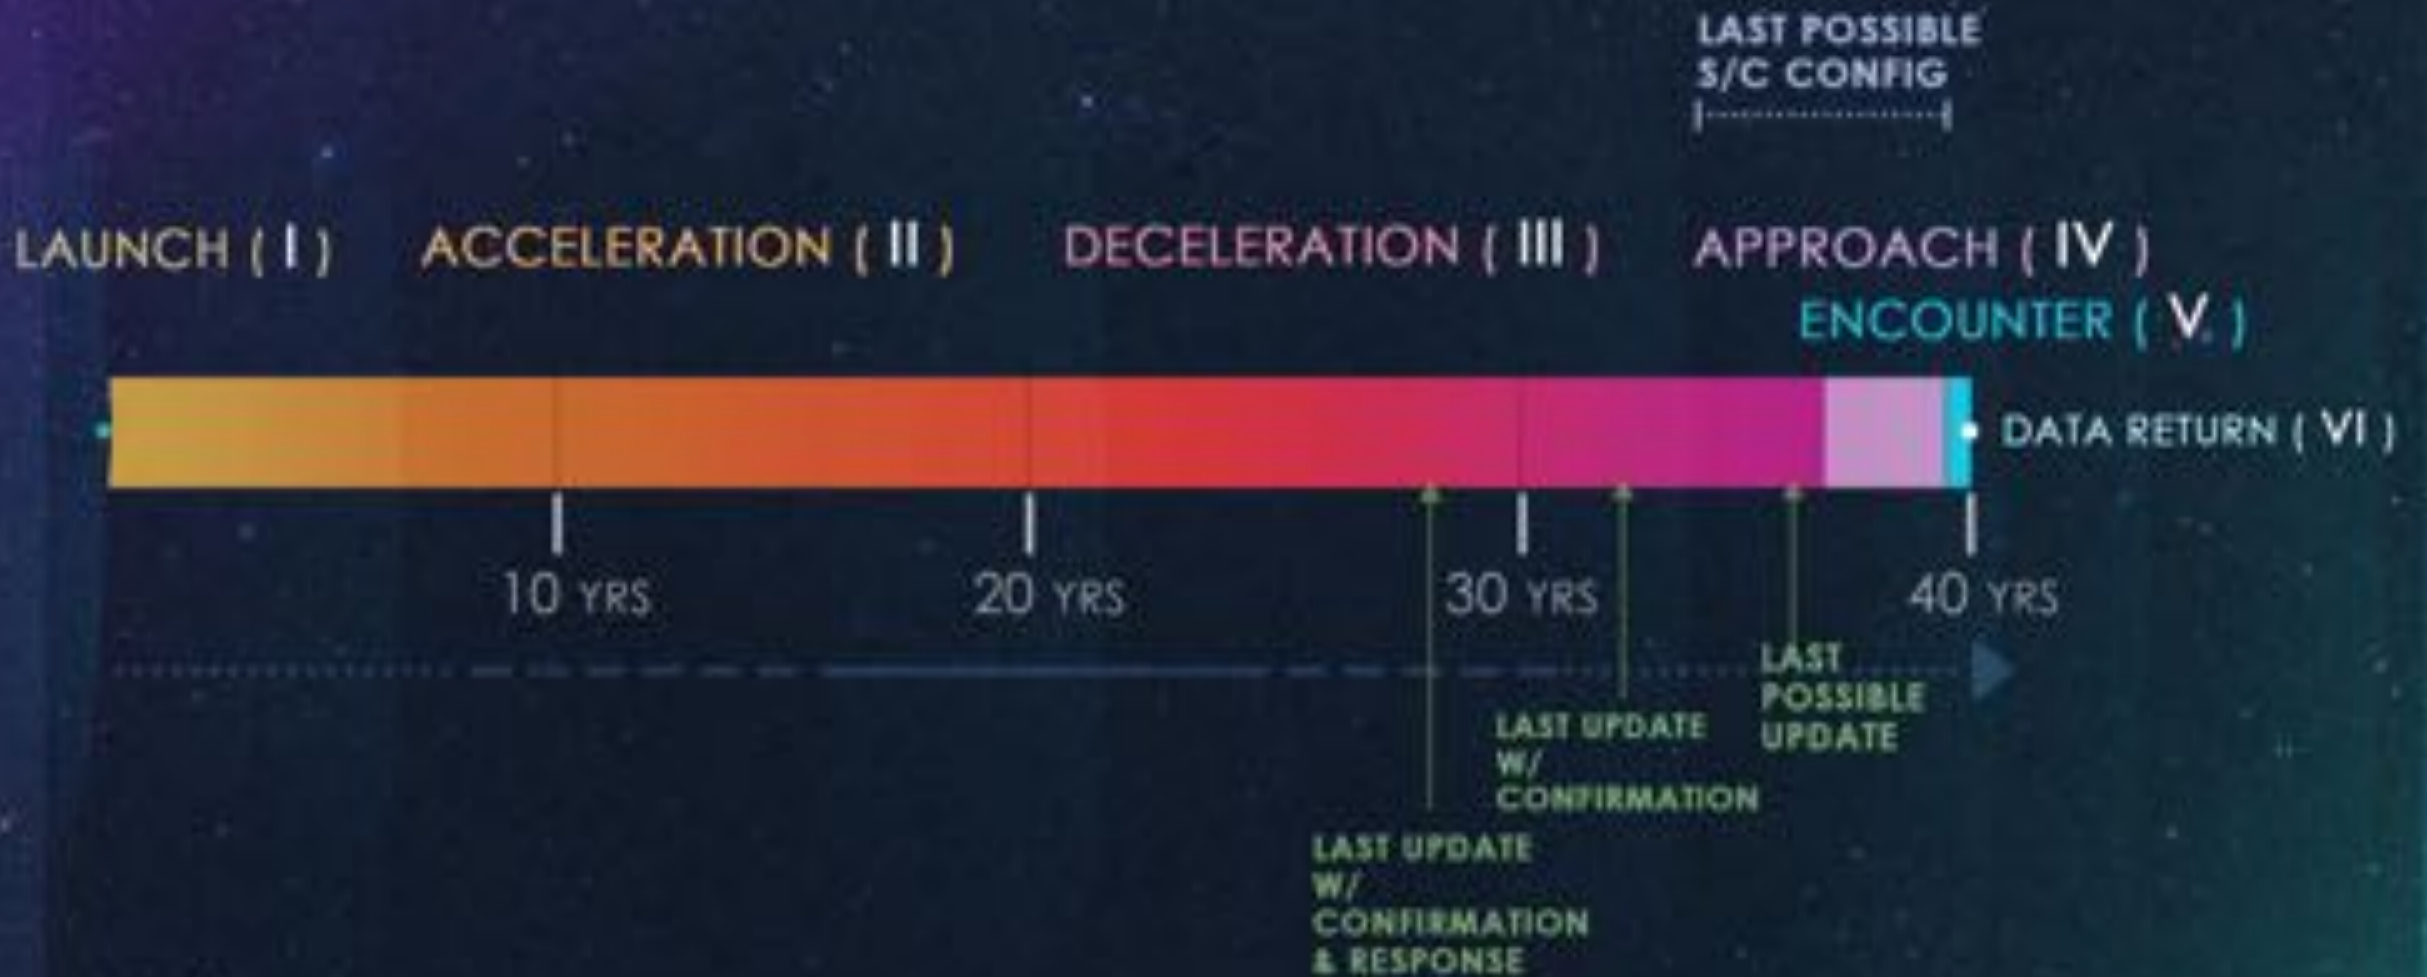 LAST POSSIBLE
S/C CONFIG
LAUNCH ( I )
ACCELERATION ( II )
DECELERATION ( III )
APPROACH ( IV )
ENCOUNTER ( V )
DATA RETURN ( VI )
10 YRS
20 YRS
30 YRS
40 YRS
LAST
POSSIBLE
UPDATE
LAST UPDATE
W/
CONFIRMATION
LAST UPDATE
W/
CONFIRMATION
& RESPONSE